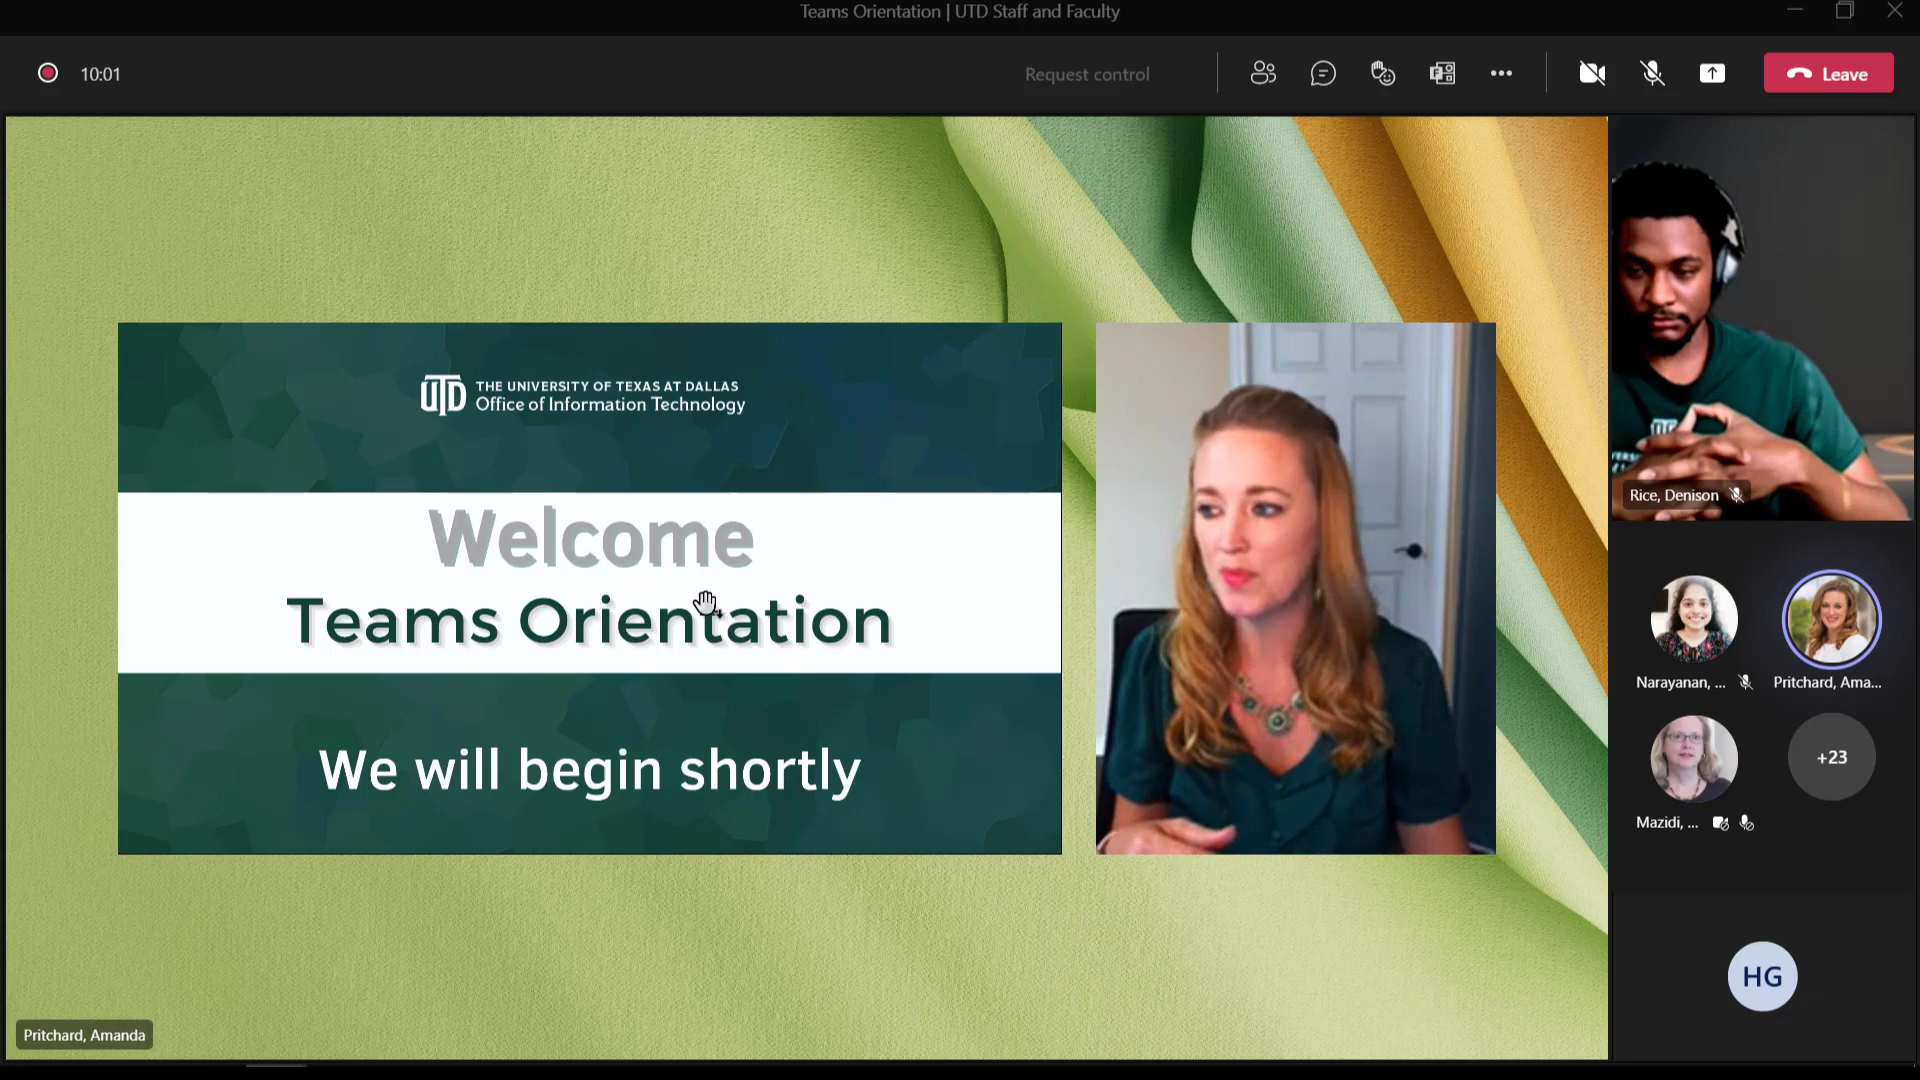 Teams Orientation | UTD Staff and Faculty
10:01
Request control
Leave
UTD
THE UNIVERSITY OF TEXAS AT DALLAS
Office of Information Technology
Welcome
Teams Orientation
We will begin shortly
Pritchard, Amanda
Rice, Denison
Narayanan, ...
Pritchard, Ama...
Mazidi, ...
+23
HG